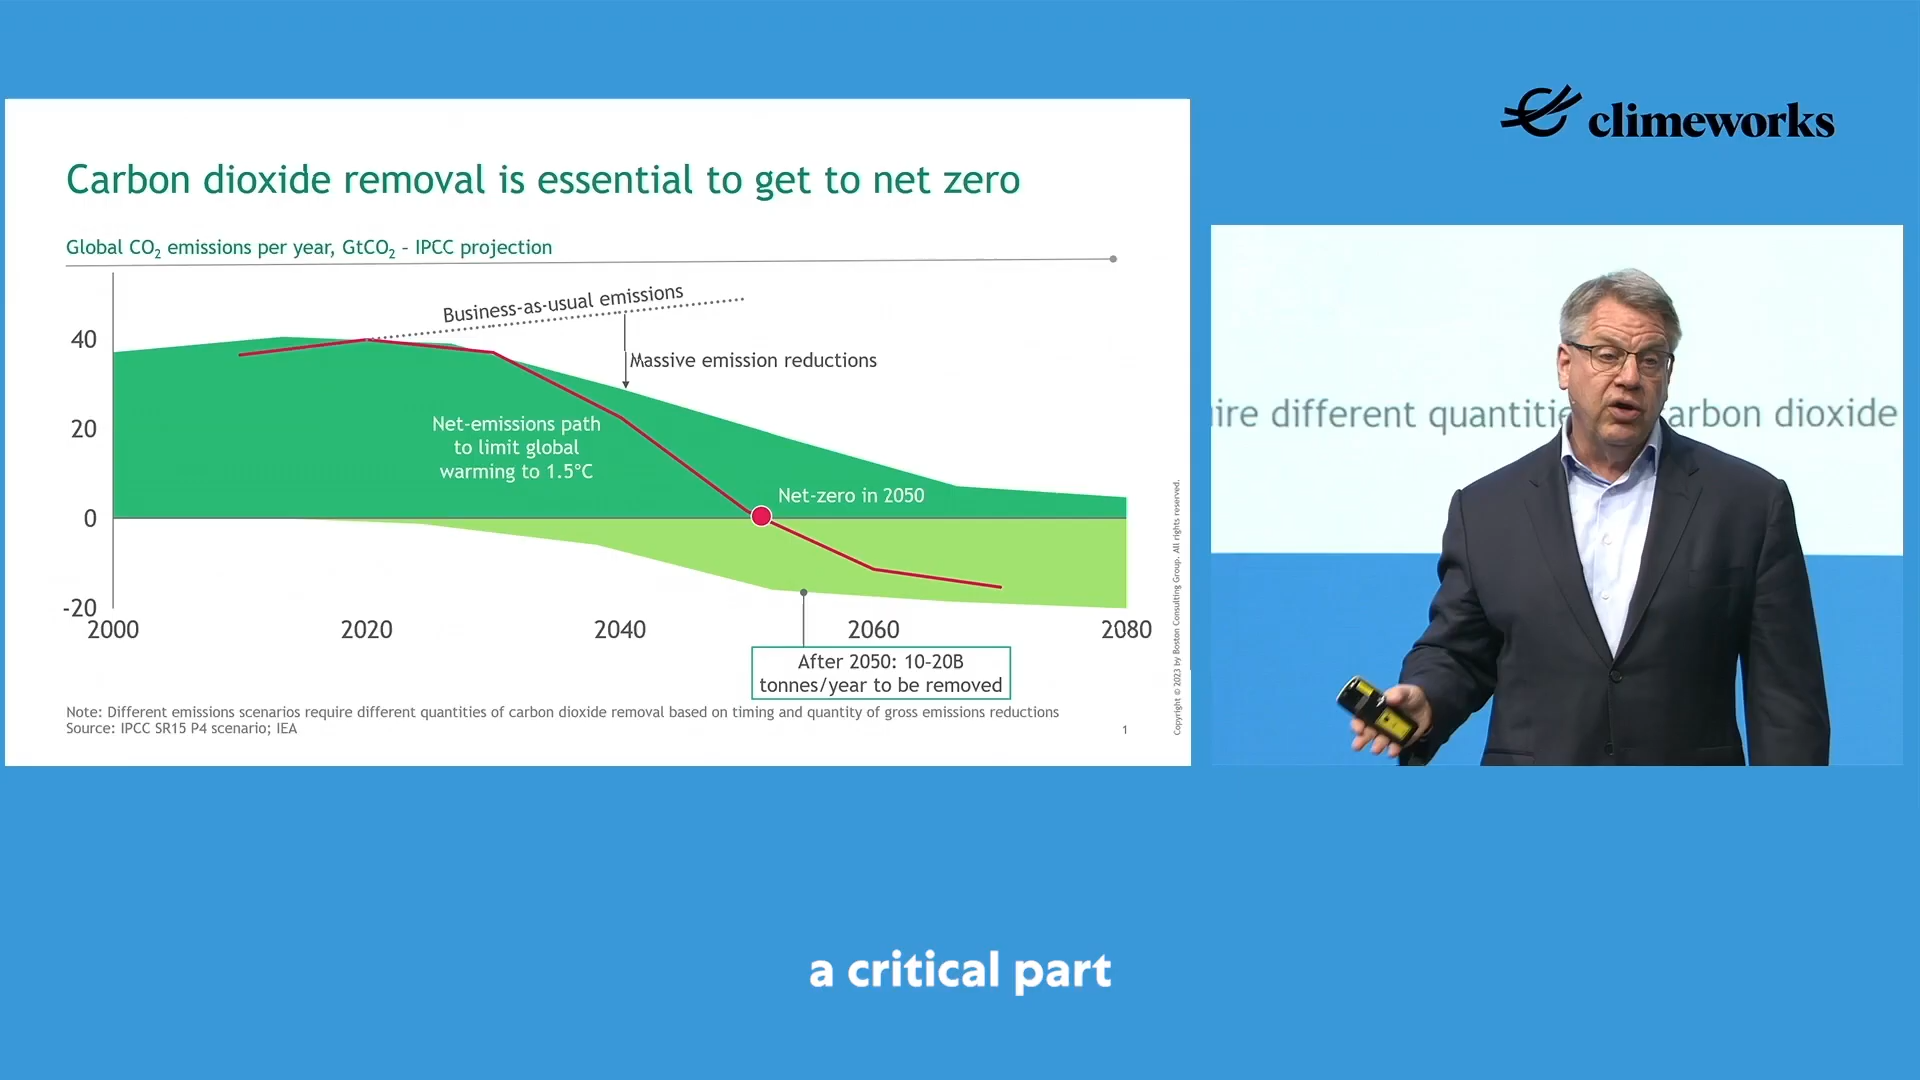 climeworks
Carbon dioxide removal is essential to get to net zero
Global CO₂ emissions per year, GtCO₂ – IPCC projection
Business-as-usual emissions
Massive emission reductions
40
20
0
-20
Net-emissions path
to limit global
warming to 1.5°C
Net-zero in 2050
2000 2020 2040 2060 2080
After 2050: 10-20B
tonnes/year to be removed
Note: Different emissions scenarios require different quantities of carbon dioxide removal based on timing and quantity of gross emissions reductions
Source: IPCC SR15 P4 scenario; IEA
1
Copyright © 2023 by Boston Consulting Group. All rights reserved.
different carbon dioxide
a critical part